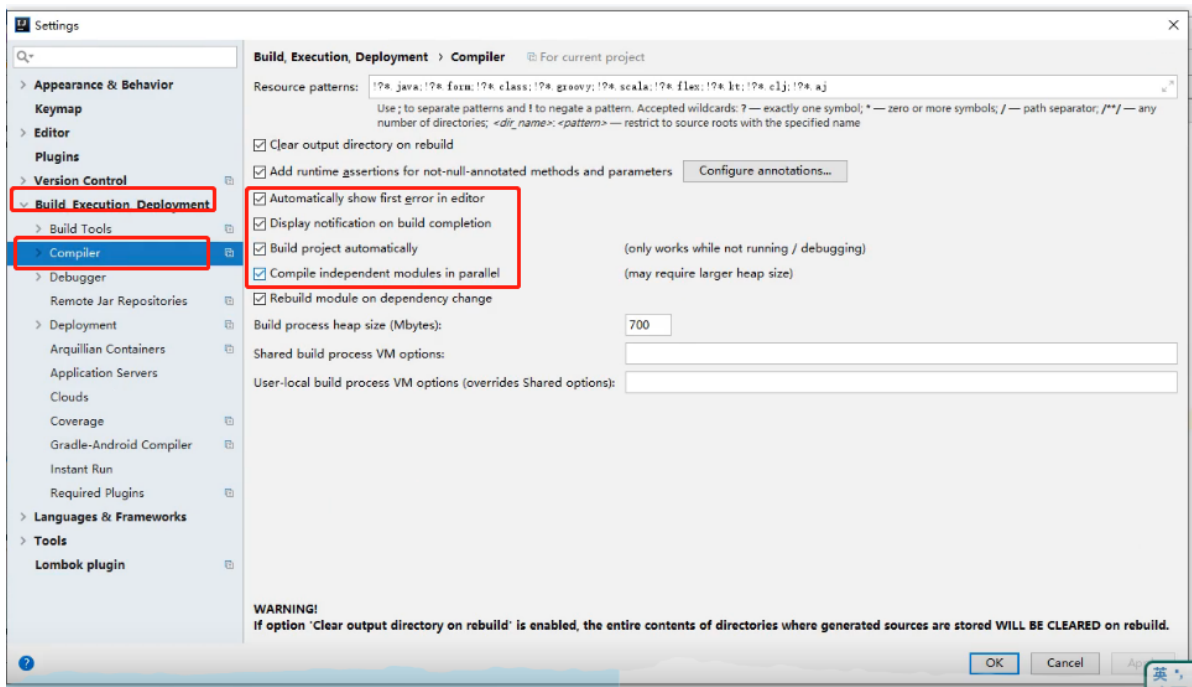 Settings
Appearance & Behavior
Keymap
Editor
Plugins
Version Control
Build, Execution, Deployment
Build Tools
Compiler
Debugger
Remote Jar Repositories
Deployment
Arquillian Containers
Application Servers
Clouds
Coverage
Gradle-Android Compiler
Instant Run
Required Plugins
Languages & Frameworks
Tools
Lombok plugin
Build, Execution, Deployment › Compiler For current project
Resource patterns: !?*.java;!?*.form;!?*.class;!?*.groovy;!?*.scala;!?*.flex;!?*.kt;!?*.clj;!?*.aj
Use ; to separate patterns and ! to negate a pattern. Accepted wildcards: ? — exactly one symbol; * — zero or more symbols; / — path separator; /**/ — any
number of directories; <dir_name>:<pattern> — restrict to source roots with the specified name
Clear output directory on rebuild
Add runtime assertions for not-null-annotated methods and parameters Configure annotations...
Automatically show first error in editor
Display notification on build completion
Build project automatically (only works while not running / debugging)
Compile independent modules in parallel (may require larger heap size)
Rebuild module on dependency change
Build process heap size (Mbytes): 700
Shared build process VM options:
User-local build process VM options (overrides Shared options):
WARNING!
If option 'Clear output directory on rebuild' is enabled, the entire contents of directories where generated sources are stored WILL BE CLEARED on rebuild.
? OK Cancel
英